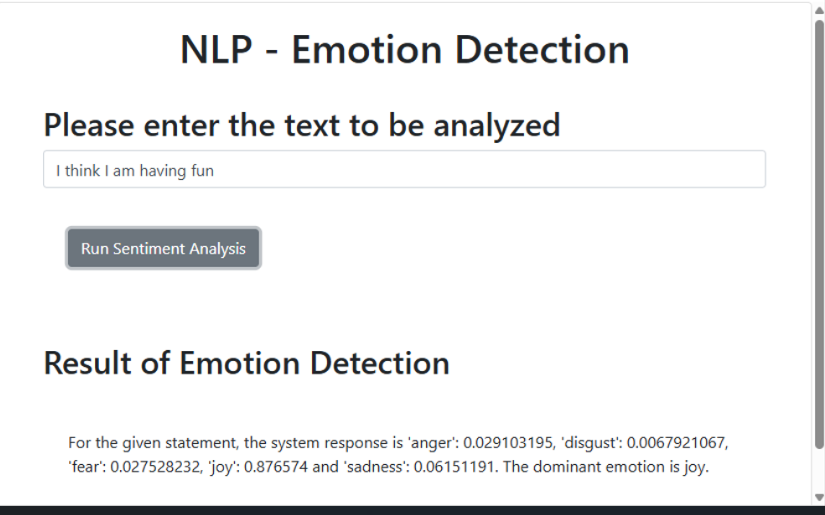 NLP - Emotion Detection
Please enter the text to be analyzed
I think I am having fun
Run Sentiment Analysis
Result of Emotion Detection
For the given statement, the system response is 'anger': 0.029103195, 'disgust': 0.0067921067,
'fear': 0.027528232, 'joy': 0.876574 and 'sadness': 0.06151191. The dominant emotion is joy.